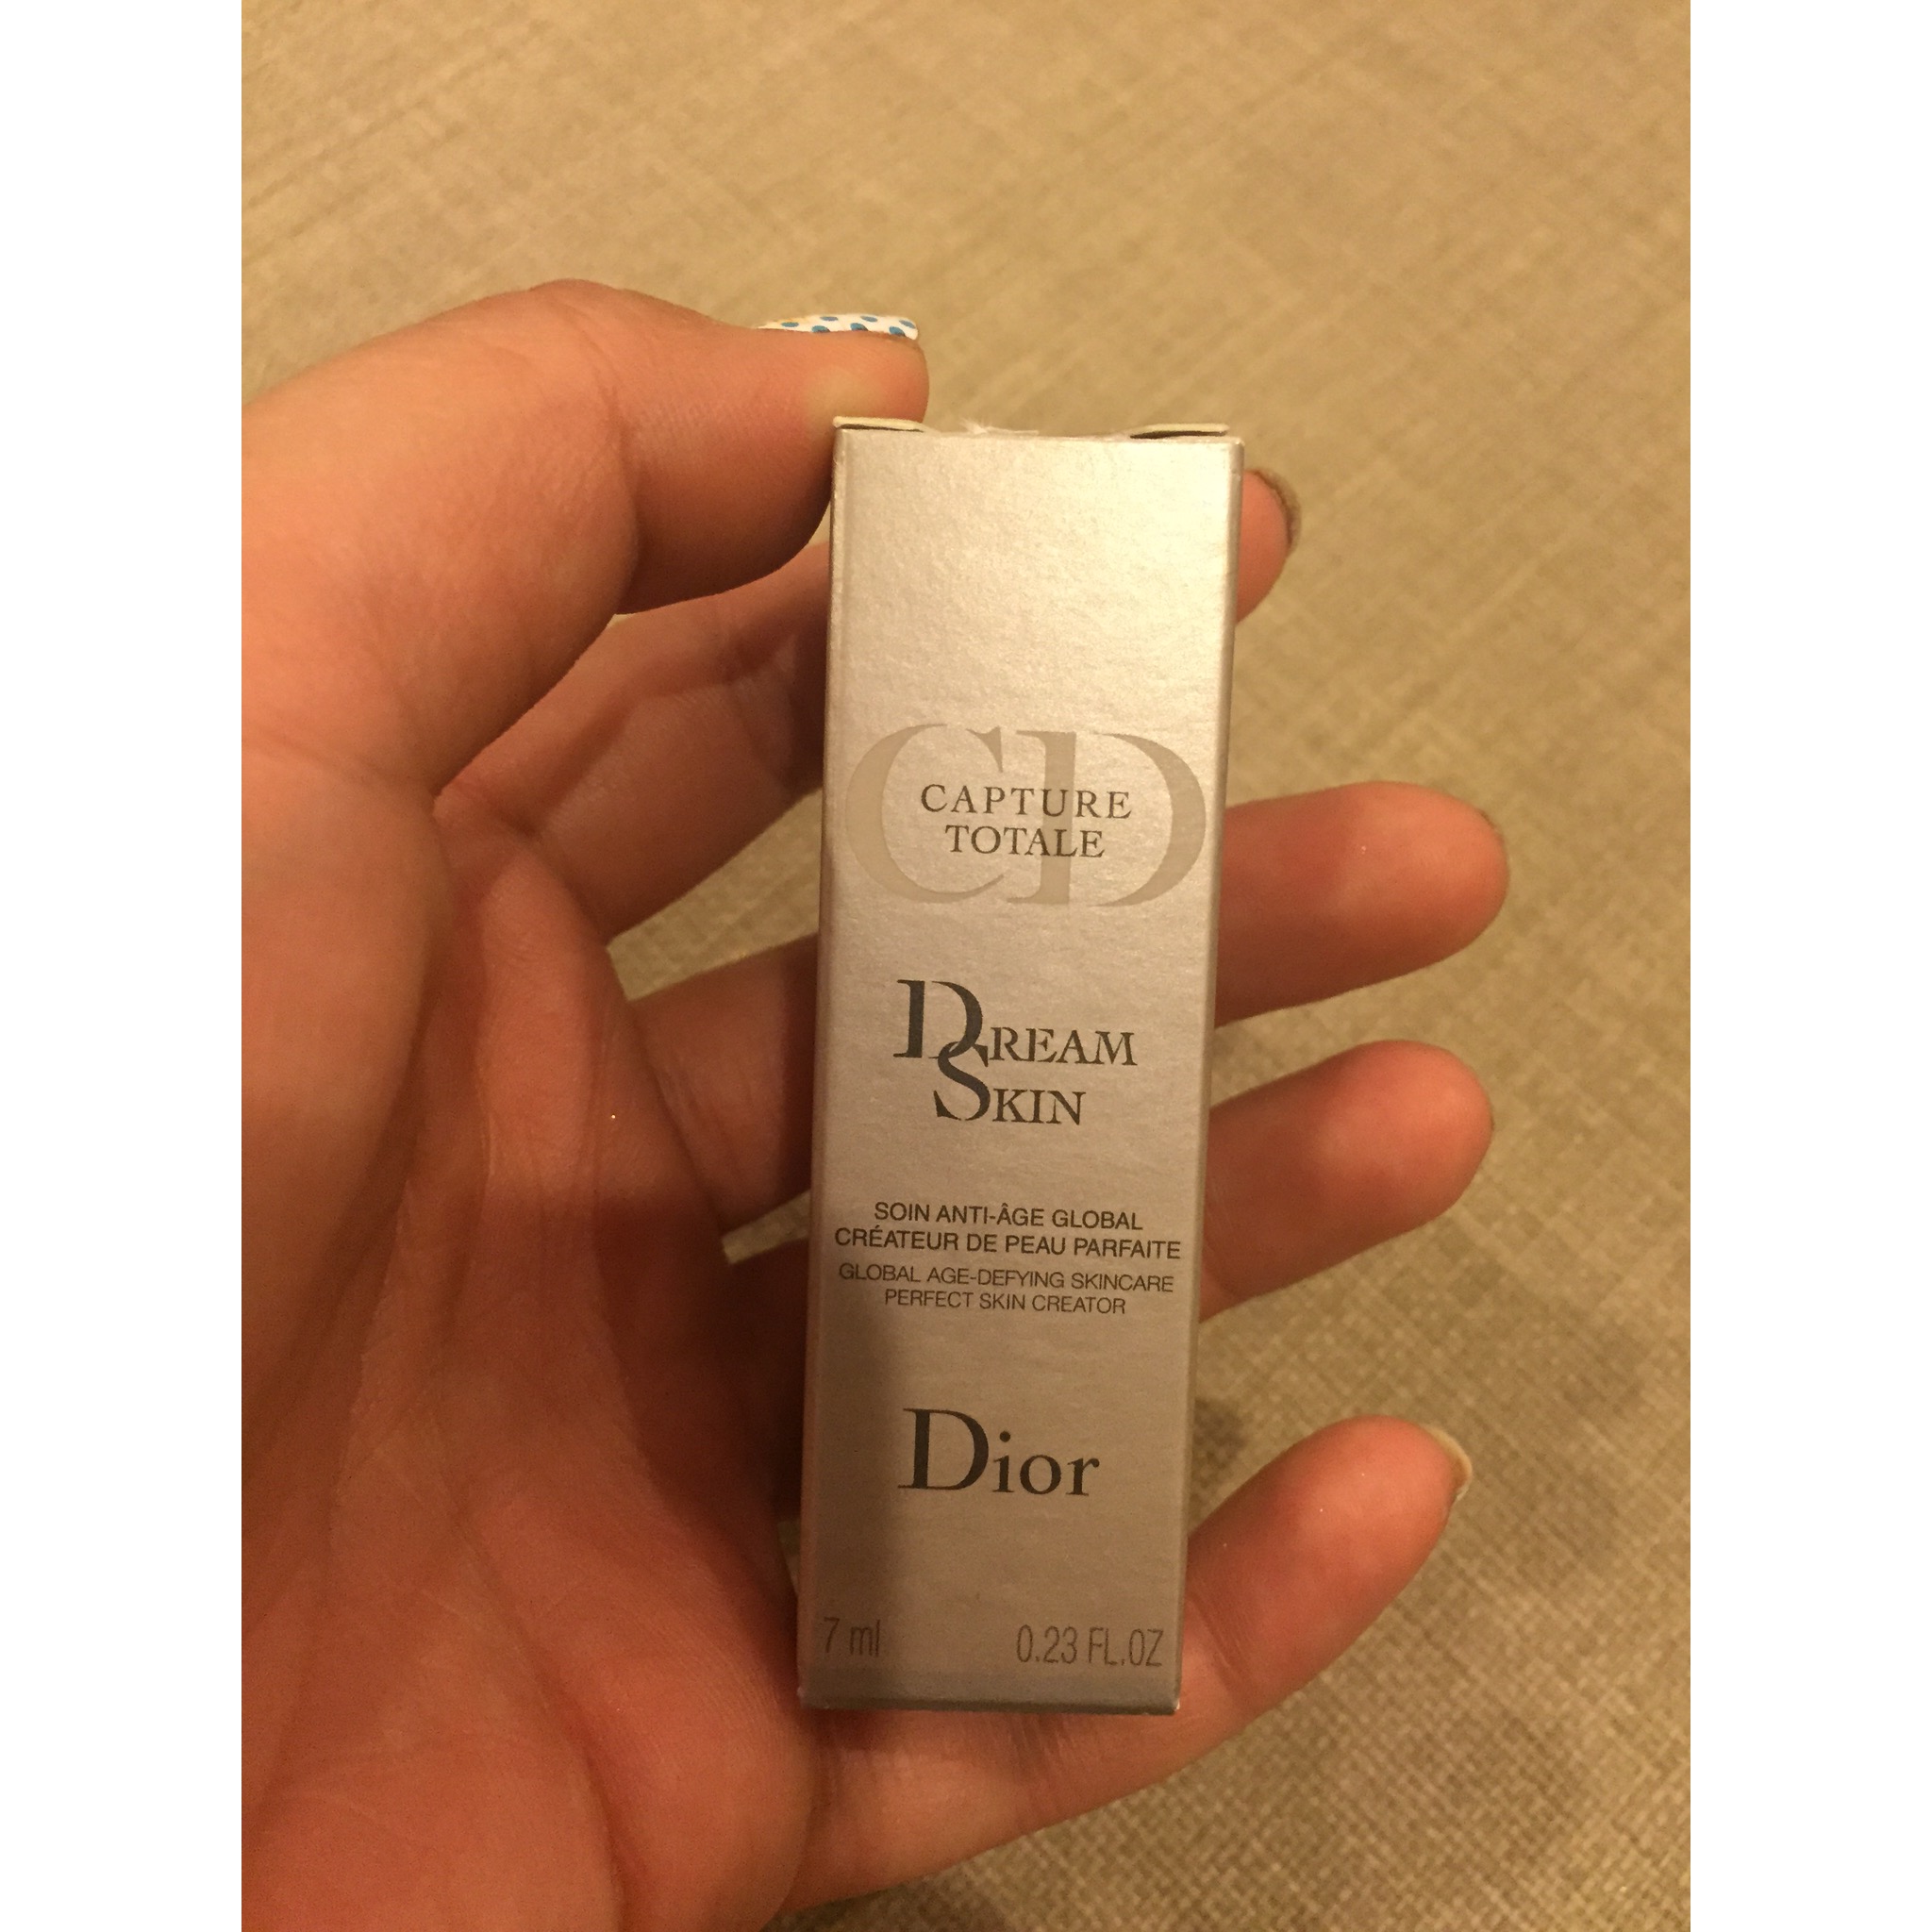 CD
CAPTURE
TOTALE
DREAM
SKIN
SOIN ANTI-ÂGE GLOBAL
CRÉATEUR DE PEAU PARFAITE
GLOBAL AGE-DEFYING SKINCARE
PERFECT SKIN CREATOR
Dior
7 ml 0.23 FL.OZ